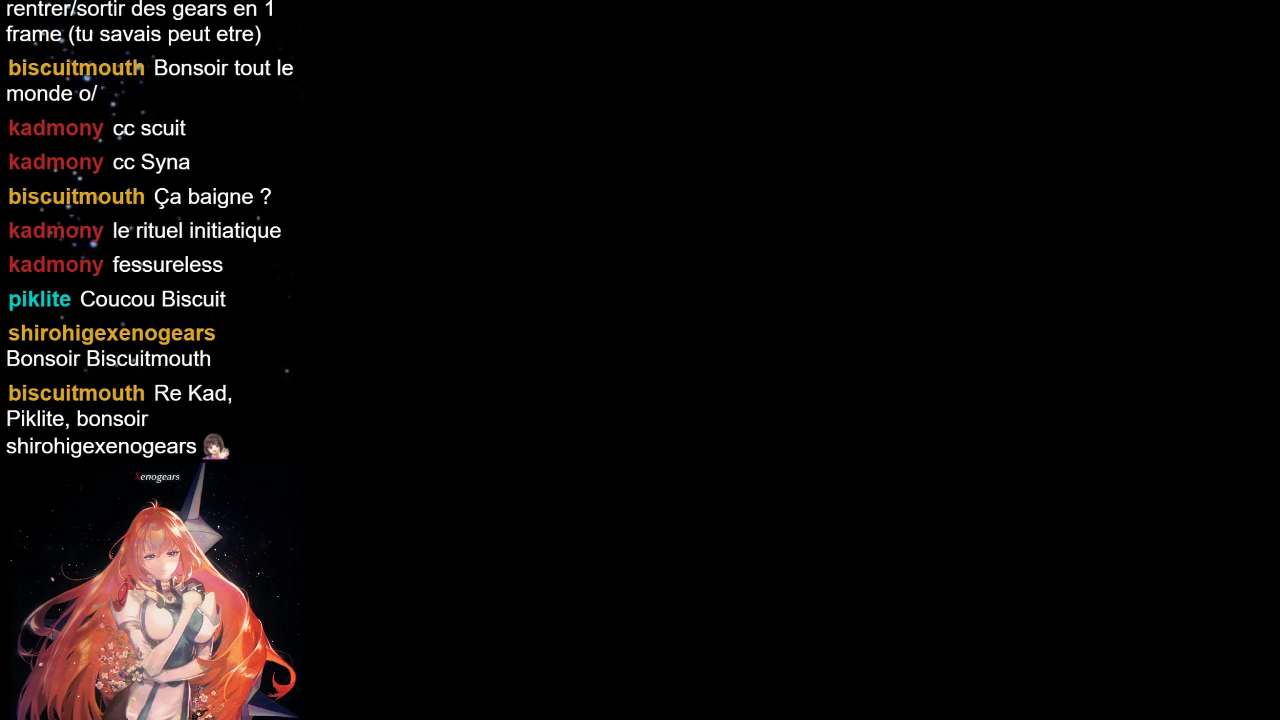 rentrer/sortir des gears en 1
frame (tu savais peut etre)
biscuitmouth Bonsoir tout le
monde o/
kadmony cc scuit
kadmony cc Syna
biscuitmouth Ça baigne ?
kadmony le rituel initiatique
kadmony fessureless
piklite Coucou Biscuit
shirohigexenogears
Bonsoir Biscuitmouth
biscuitmouth Re Kad,
Piklite, bonsoir
shirohigexenogears
Xenogears